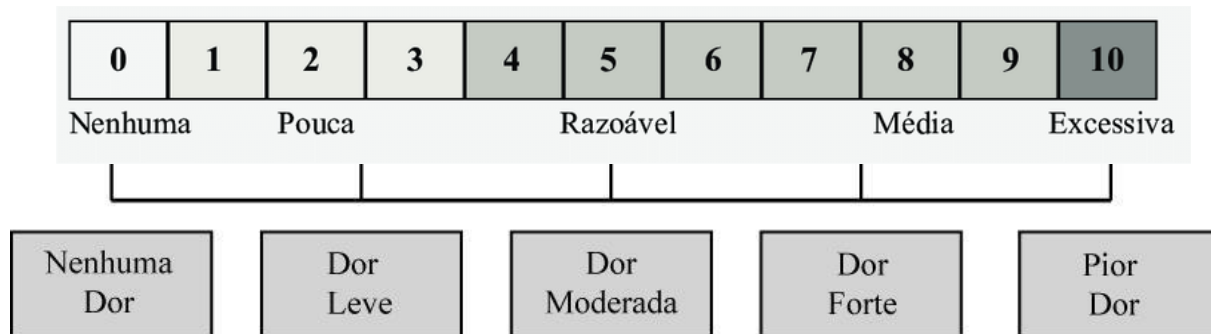 0 1 2 3 4 5 6 7 8 9 10
Nenhuma Pouca Razoável Média Excessiva
Nenhuma Dor Dor Dor Pior
Dor Leve Moderada Forte Dor